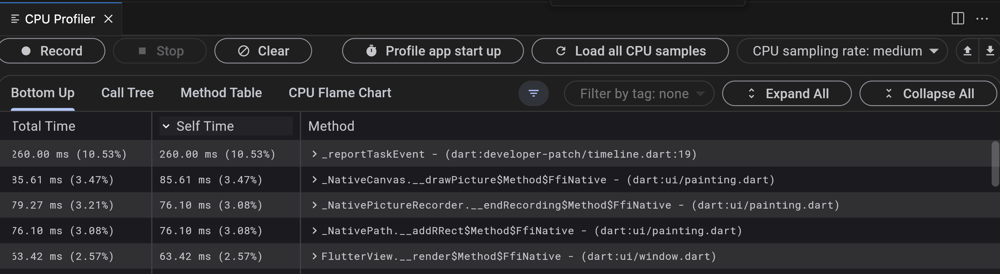 CPU Profiler
Record Stop Clear Profile app start up Load all CPU samples CPU sampling rate: medium
Bottom Up Call Tree Method Table CPU Flame Chart Filter by tag: none Expand All Collapse All
Total Time Self Time Method
260.00 ms (10.53%) 260.00 ms (10.53%) _reportTaskEvent - (dart:developer-patch/timeline.dart:19)
85.61 ms (3.47%) 85.61 ms (3.47%) _NativeCanvas.__drawPicture$Method$FfiNative - (dart:ui/painting.dart)
79.27 ms (3.21%) 76.10 ms (3.08%) _NativePictureRecorder.__endRecording$Method$FfiNative - (dart:ui/painting.dart)
76.10 ms (3.08%) 76.10 ms (3.08%) _NativePath.__addRRect$Method$FfiNative - (dart:ui/painting.dart)
63.42 ms (2.57%) 63.42 ms (2.57%) FlutterView.__render$Method$FfiNative - (dart:ui/window.dart)